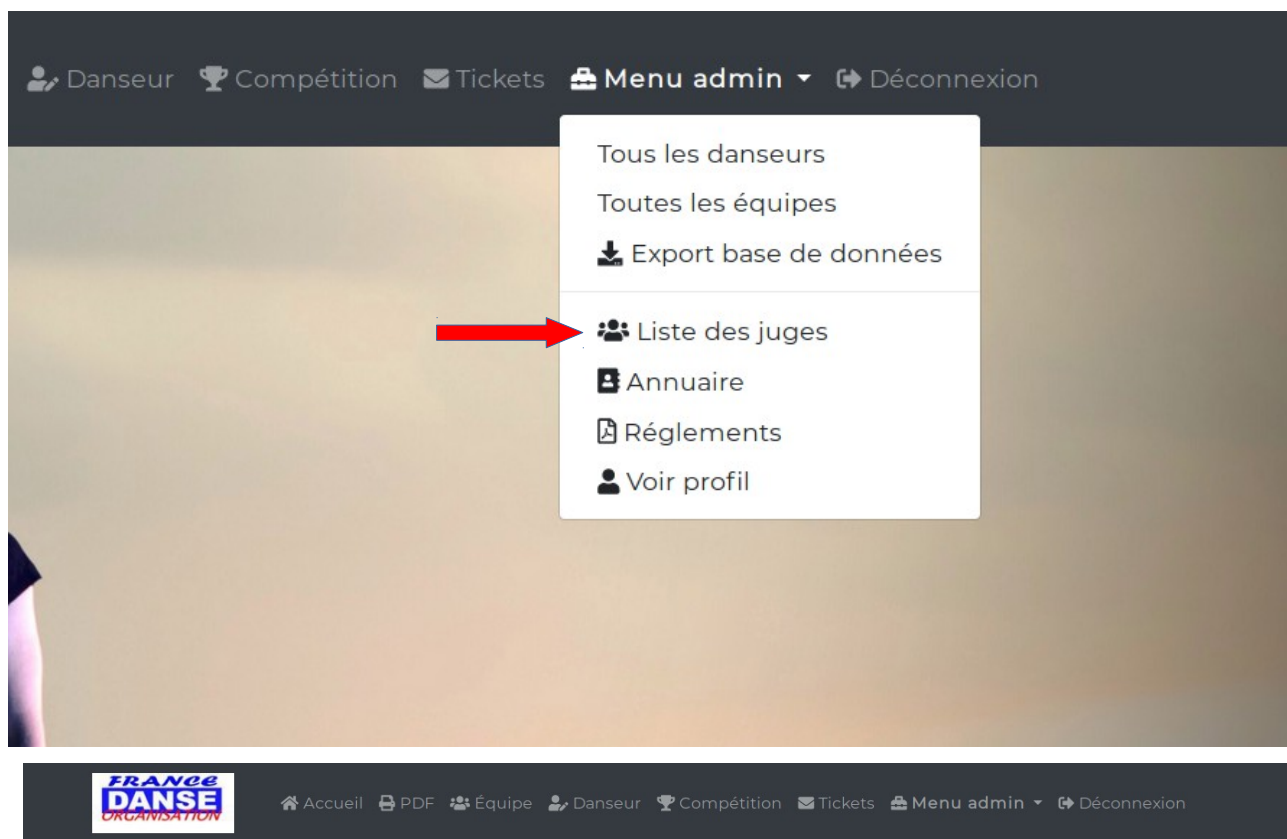 Danseur Compétition Tickets Menu admin Déconnexion
Tous les danseurs
Toutes les équipes
Export base de données
Liste des juges
Annuaire
Réglements
Voir profil
FRANCE
DANSE
ORGANISATION
Accueil PDF Équipe Danseur Compétition Tickets Menu admin Déconnexion